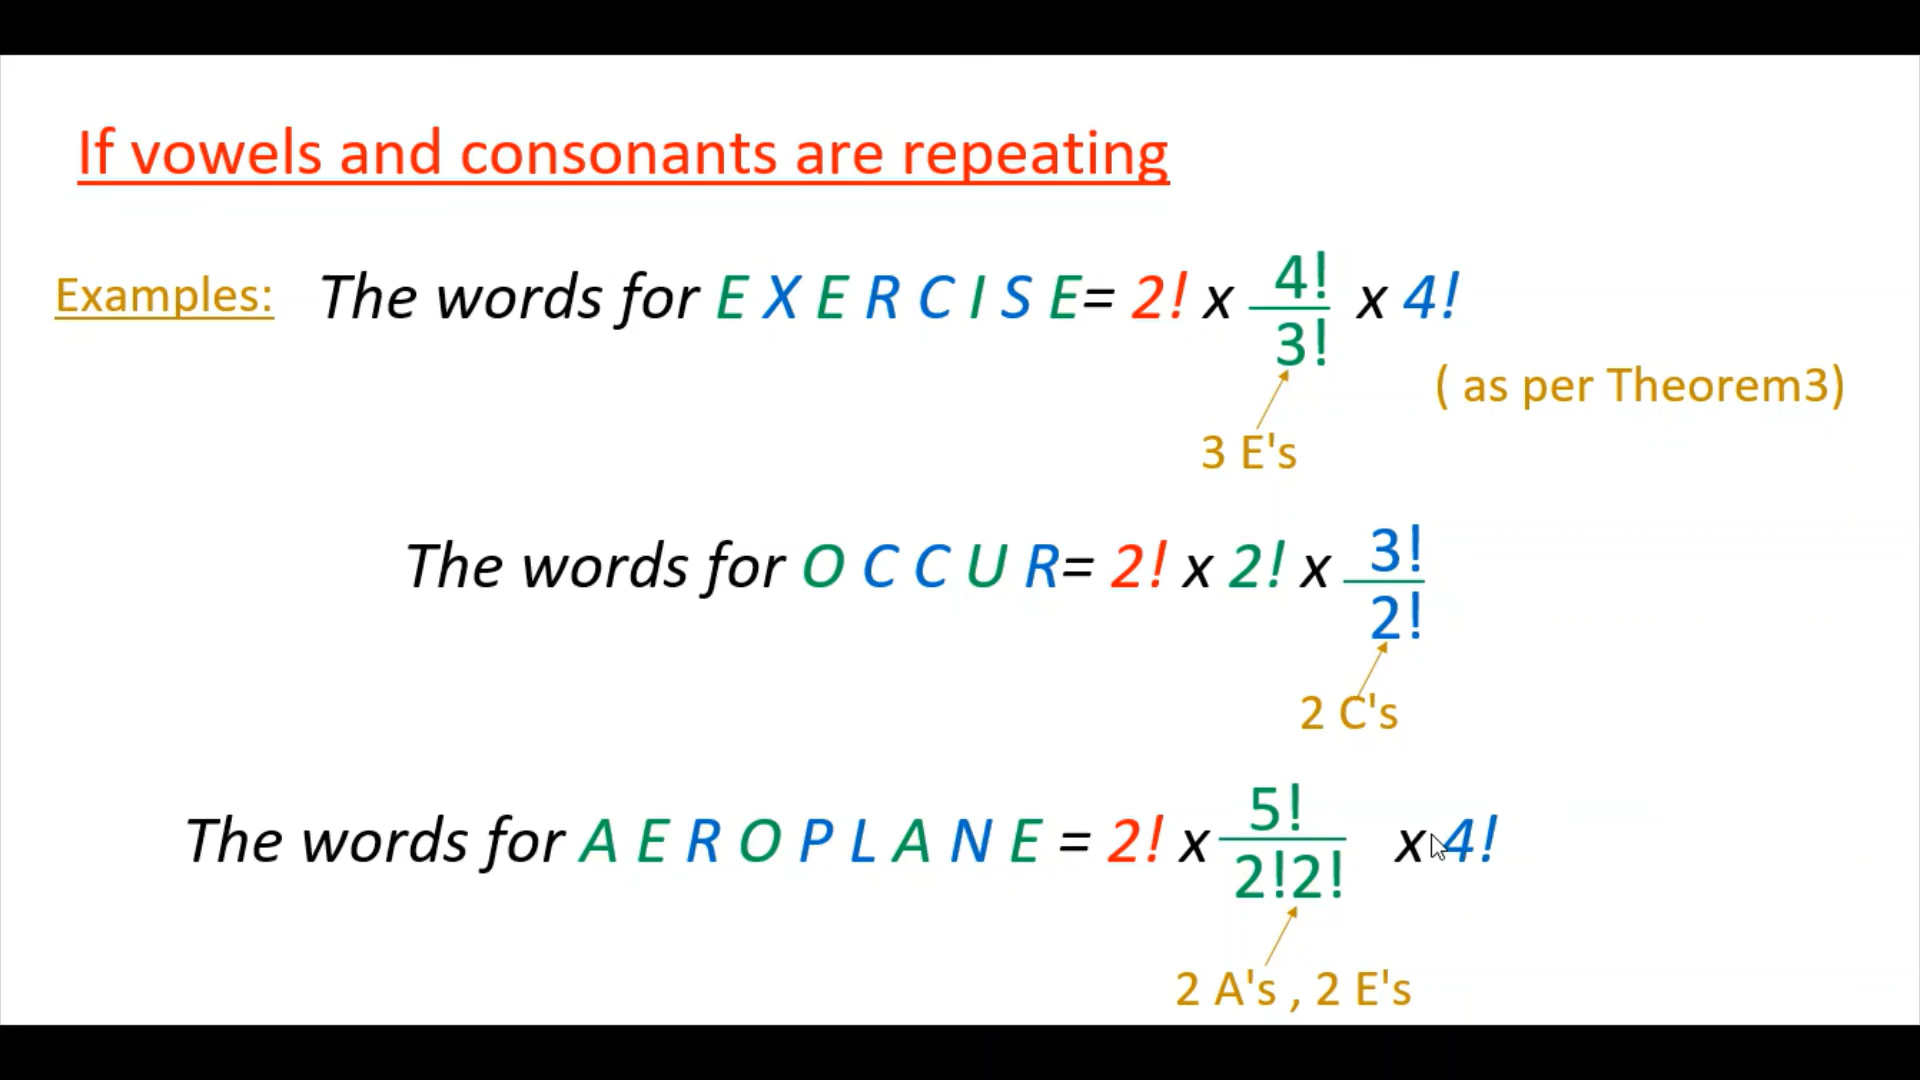 If vowels and consonants are repeating
Examples: The words for E X E R C I S E= 2! x 4!/3! x 4!
( as per Theorem3)
3 E's
The words for O C C U R= 2! x 2! x 3!/2!
2 C's
The words for A E R O P L A N E = 2! x 5!/2!2! x 4!
2 A's , 2 E's